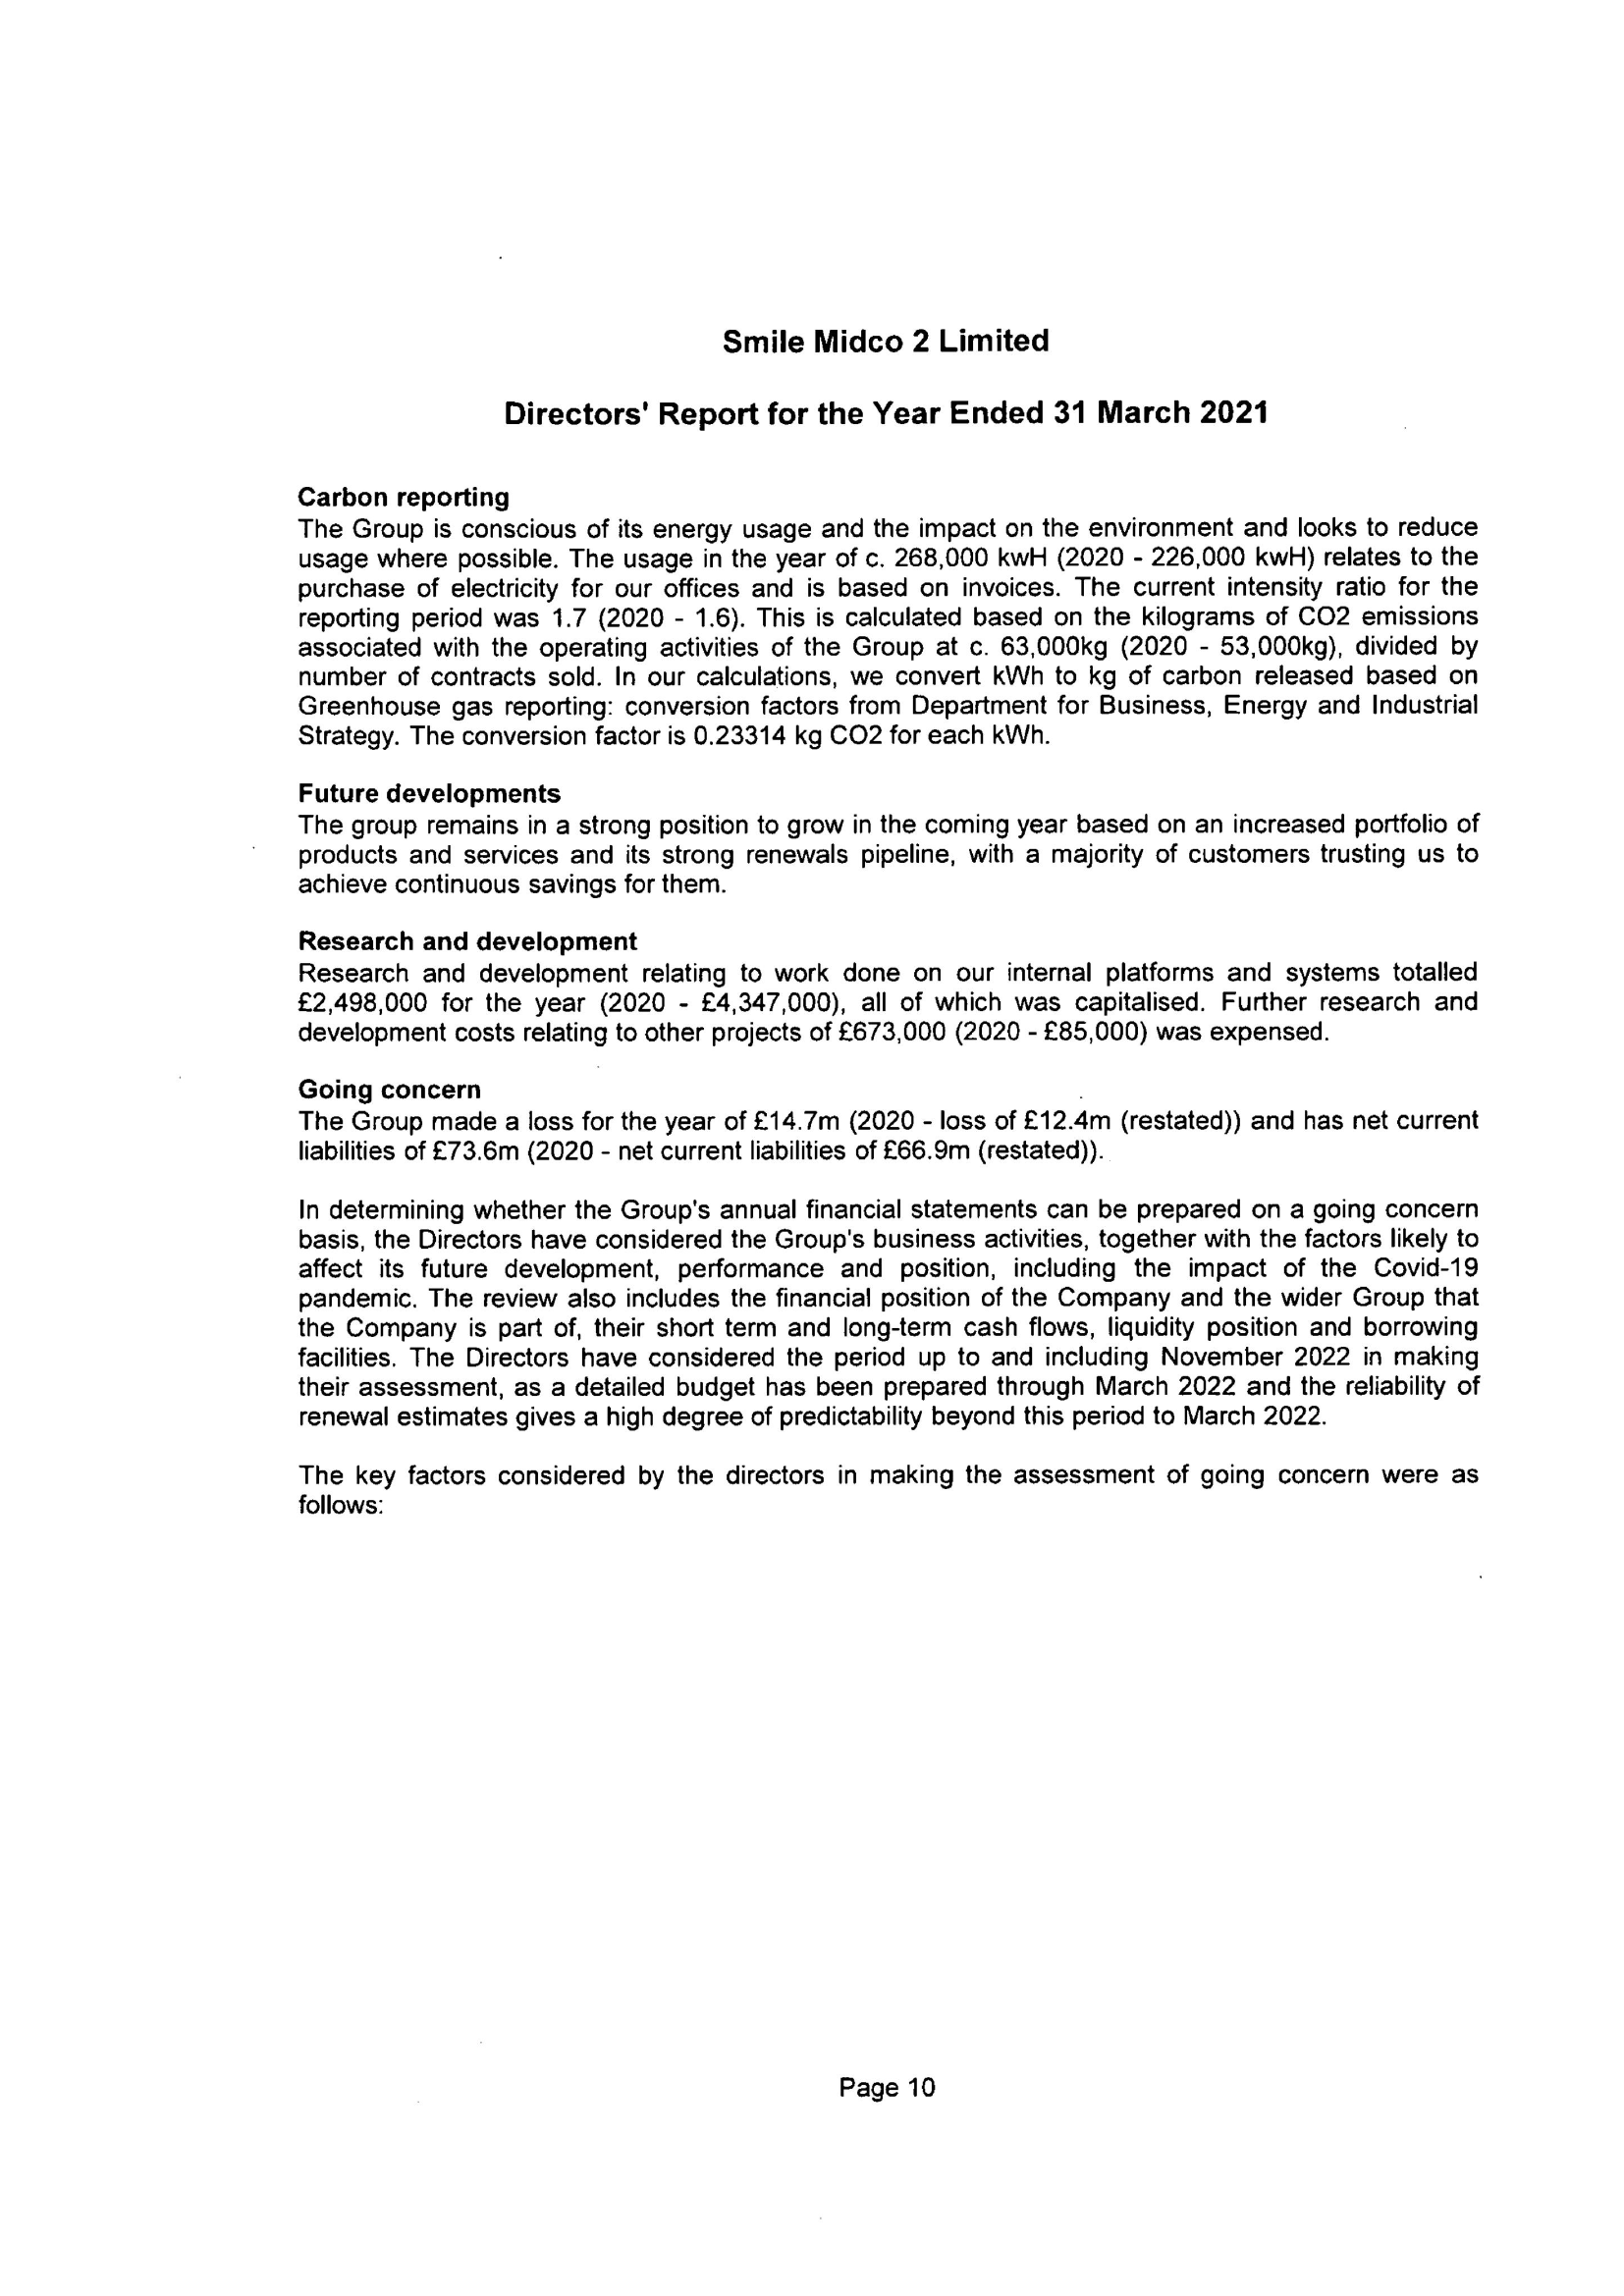 Smile Midco 2 Limited
Directors' Report for the Year Ended 31 March 2021
Carbon reporting
The Group is conscious of its energy usage and the impact on the environment and looks to reduce
usage where possible. The usage in the year of c. 268,000 kwH (2020 - 226,000 kwH) relates to the
purchase of electricity for our offices and is based on invoices. The current intensity ratio for the
reporting period was 1.7 (2020 - 1.6). This is calculated based on the kilograms of CO2 emissions
associated with the operating activities of the Group at c. 63,000kg (2020 - 53,000kg), divided by
number of contracts sold. In our calculations, we convert kWh to kg of carbon released based on
Greenhouse gas reporting: conversion factors from Department for Business, Energy and Industrial
Strategy. The conversion factor is 0.23314 kg CO2 for each kWh.
Future developments
The group remains in a strong position to grow in the coming year based on an increased portfolio of
products and services and its strong renewals pipeline, with a majority of customers trusting us to
achieve continuous savings for them.
Research and development
Research and development relating to work done on our internal platforms and systems totalled
£2,498,000 for the year (2020 - £4,347,000), all of which was capitalised. Further research and
development costs relating to other projects of £673,000 (2020 - £85,000) was expensed.
Going concern
The Group made a loss for the year of £14.7m (2020 - loss of £12.4m (restated)) and has net current
liabilities of £73.6m (2020 - net current liabilities of £66.9m (restated)).
In determining whether the Group's annual financial statements can be prepared on a going concern
basis, the Directors have considered the Group's business activities, together with the factors likely to
affect its future development, performance and position, including the impact of the Covid-19
pandemic. The review also includes the financial position of the Company and the wider Group that
the Company is part of, their short term and long-term cash flows, liquidity position and borrowing
facilities. The Directors have considered the period up to and including November 2022 in making
their assessment, as a detailed budget has been prepared through March 2022 and the reliability of
renewal estimates gives a high degree of predictability beyond this period to March 2022.
The key factors considered by the directors in making the assessment of going concern were as
follows:
Page 10